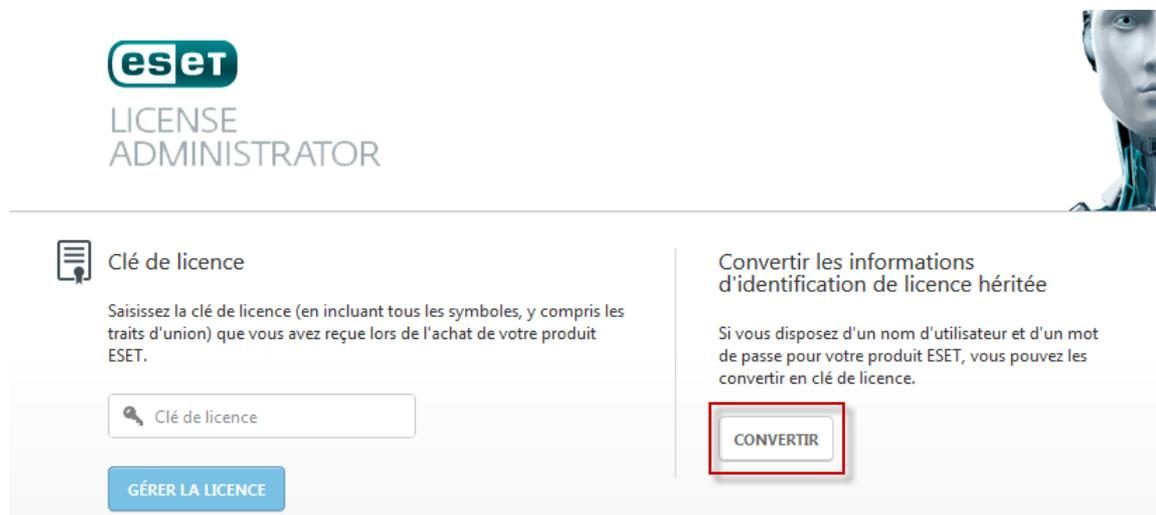 eset
LICENSE
ADMINISTRATOR
Clé de licence
Saisissez la clé de licence (en incluant tous les symboles, y compris les
traits d'union) que vous avez reçue lors de l'achat de votre produit
ESET.
Clé de licence
GÉRER LA LICENCE
Convertir les informations
d'identification de licence héritée
Si vous disposez d'un nom d'utilisateur et d'un mot
de passe pour votre produit ESET, vous pouvez les
convertir en clé de licence.
CONVERTIR